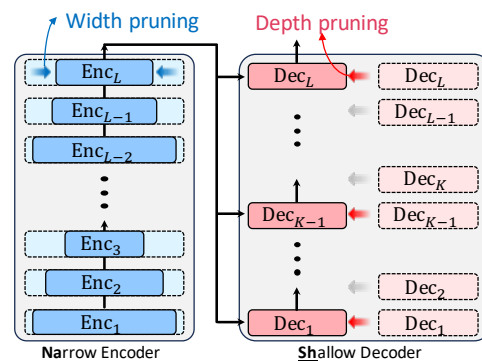 Width pruning
Depth pruning
Enc_L
Enc_{L−1}
Enc_{L−2}
Enc_3
Enc_2
Enc_1
Narrow Encoder
Dec_L
Dec_{K−1}
Dec_1
Dec_L
Dec_{L−1}
Dec_K
Dec_{K−1}
Dec_2
Dec_1
Shallow Decoder